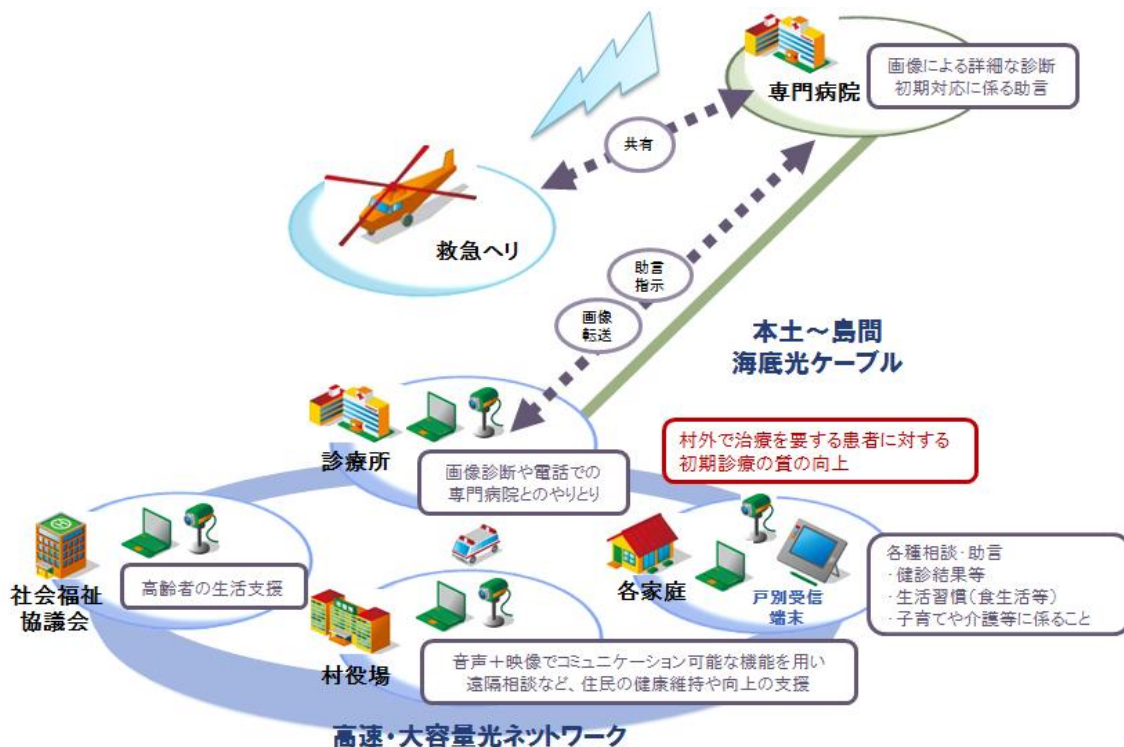 専門病院
画像による詳細な診断
初期対応に係る助言
共有
救急ヘリ
助言
指示
画像
転送
本土～島間
海底光ケーブル
診療所
画像診断や電話での
専門病院とのやりとり
村外で治療を要する患者に対する
初期診療の質の向上
社会福祉
協議会
高齢者の生活支援
各家庭
戸別受信
端末
各種相談・助言
・健診結果等
・生活習慣（食生活等）
・子育てや介護等に係ること
村役場
音声＋映像でコミュニケーション可能な機能を用い
遠隔相談など、住民の健康維持や向上の支援
高速・大容量光ネットワーク